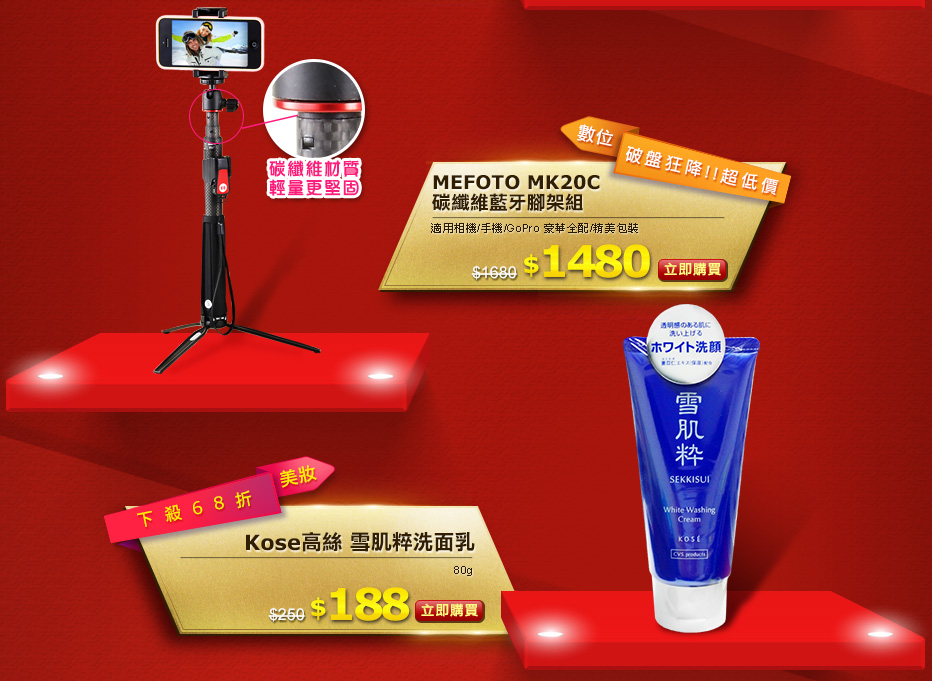 碳纖維材質
輕量更堅固
數位
破盤狂降!!超低價
MEFOTO MK20C
碳纖維藍牙腳架組
適用相機/手機/GoPro 豪華全配/精美包裝
$1680 $1480 立即購買
透明感のある肌に
洗い上げる
ホワイト洗顔
雪肌粋
SEKKISUI
White Washing
Cream
KOSÉ
CVS. products
美妝
下殺68折
Kose高絲 雪肌粹洗面乳
80g
$250 $188 立即購買